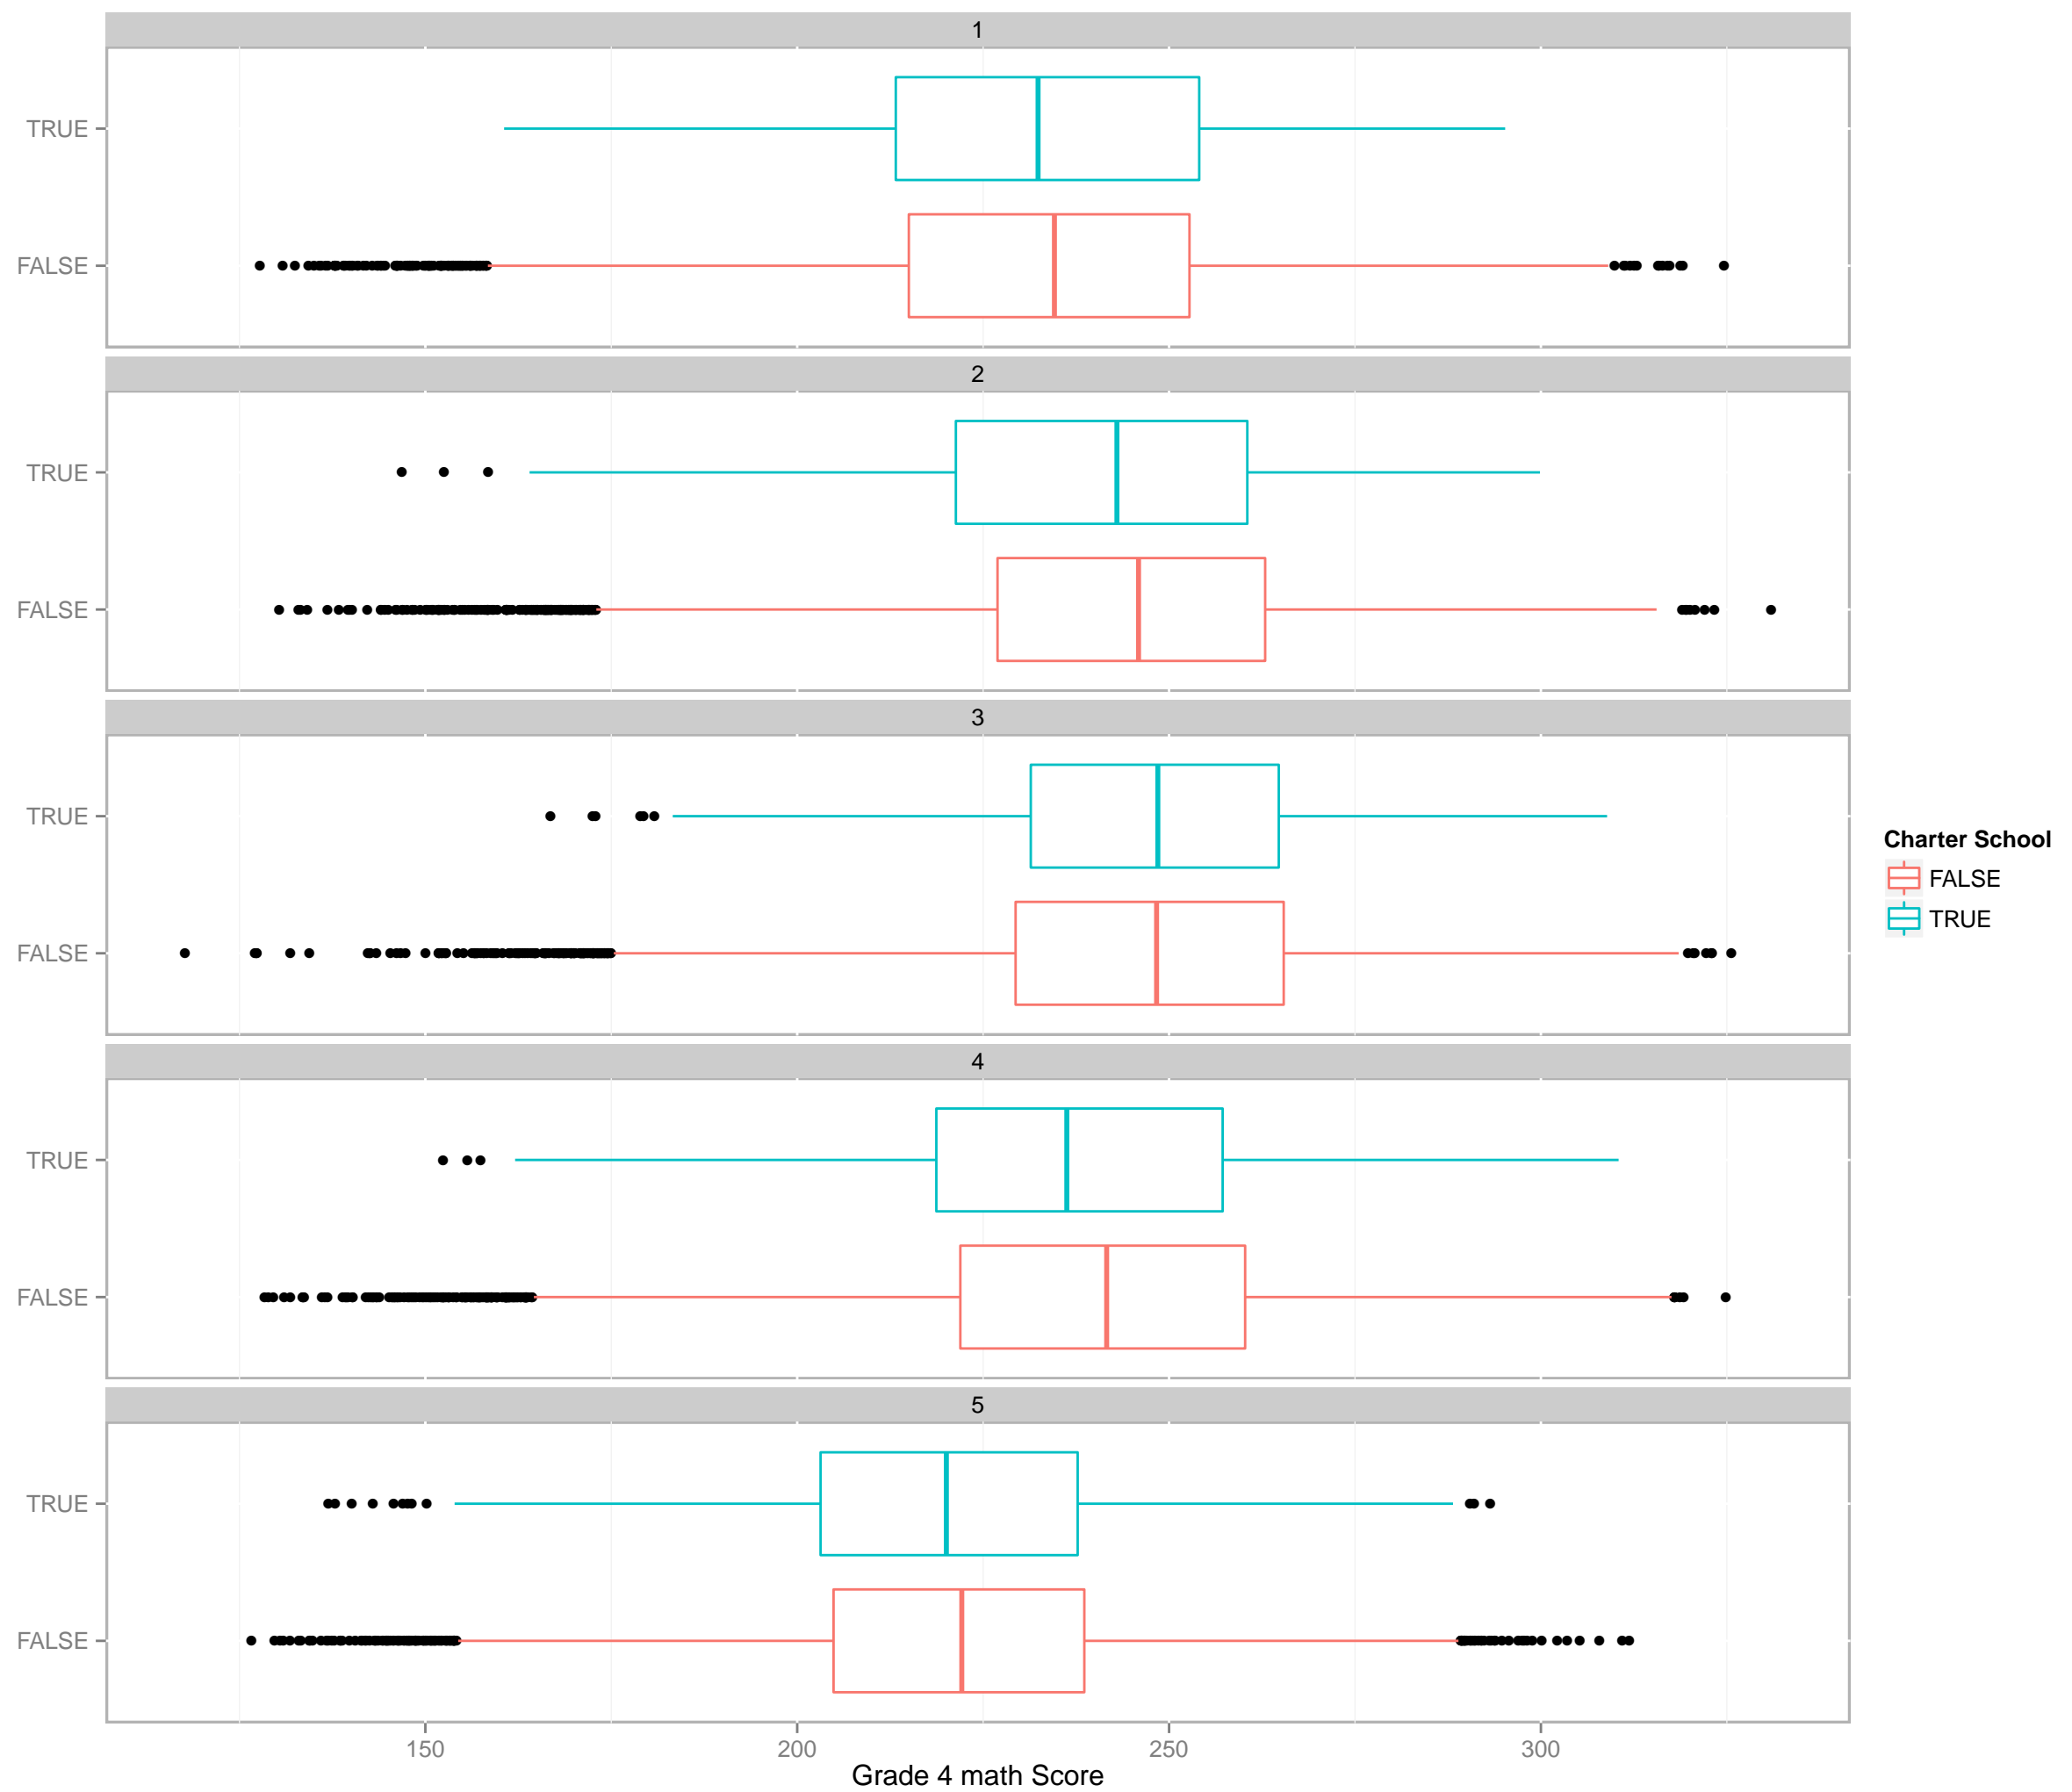 1
TRUE
FALSE
2
TRUE
FALSE
3
TRUE
FALSE
4
TRUE
FALSE
5
TRUE
FALSE
150 200 250 300
Grade 4 math Score
Charter School
FALSE
TRUE